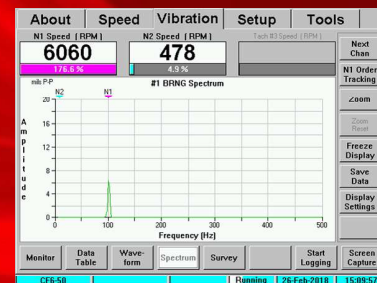 About Speed Vibration Setup Tools
N1 Speed ( RPM ) N2 Speed ( RPM ) Tach #3 Speed ( RPM )
6060 478
176.6 % 4.9 %
Next
Chan
N1 Order
Tracking
Zoom
Zoom
Reset
Freeze
Display
Save
Data
Display
Settings
mils P-P #1 BRNG Spectrum
N2 N1
Amplitude
20
16
12
8
4
0
0 100 200 300 400 500
Frequency (Hz)
Monitor Data Table Wave-form Spectrum Survey Start Logging Screen Capture
CF6-50 Running 26-Feb-2018 15:09:57